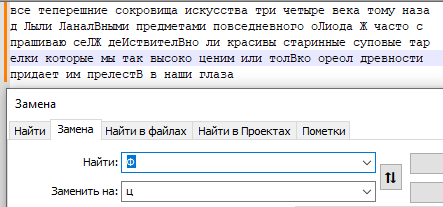 все теперешние сокровища искусства три четыре века тому наза
д Лыли ЛаналВными предметами повседневного оЛиода Ж часто с
прашиваю селЖ деИствителВно ли красивы старинные суповые тар
елки которые мы так высоко ценим или толВко ореол древности
придает им прелестВ в наши глаза
Замена
Найти Замена Найти в файлах Найти в Проектах Пометки
Найти: Ф
Заменить на: ц